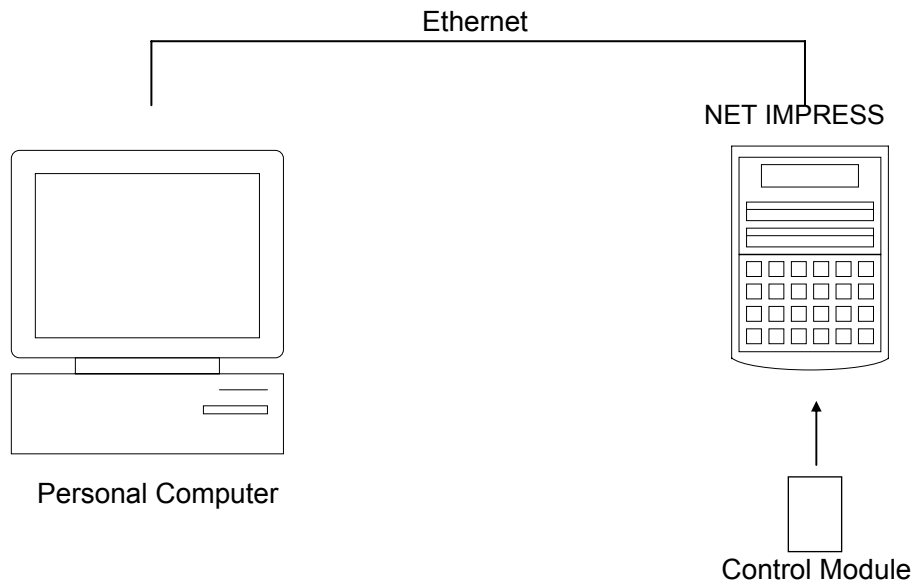 Ethernet
NET IMPRESS
Personal Computer
Control Module